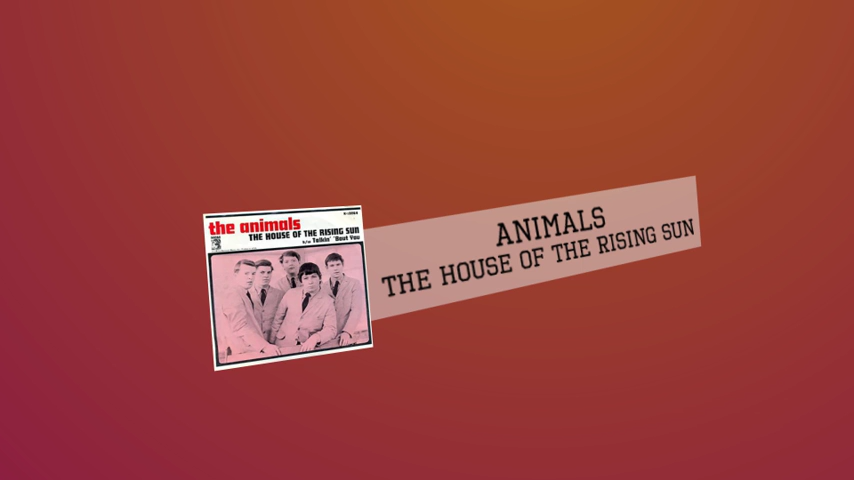 the animals
THE HOUSE OF THE RISING SUN
b/w Talkin' 'Bout You
ANIMALS
THE HOUSE OF THE RISING SUN